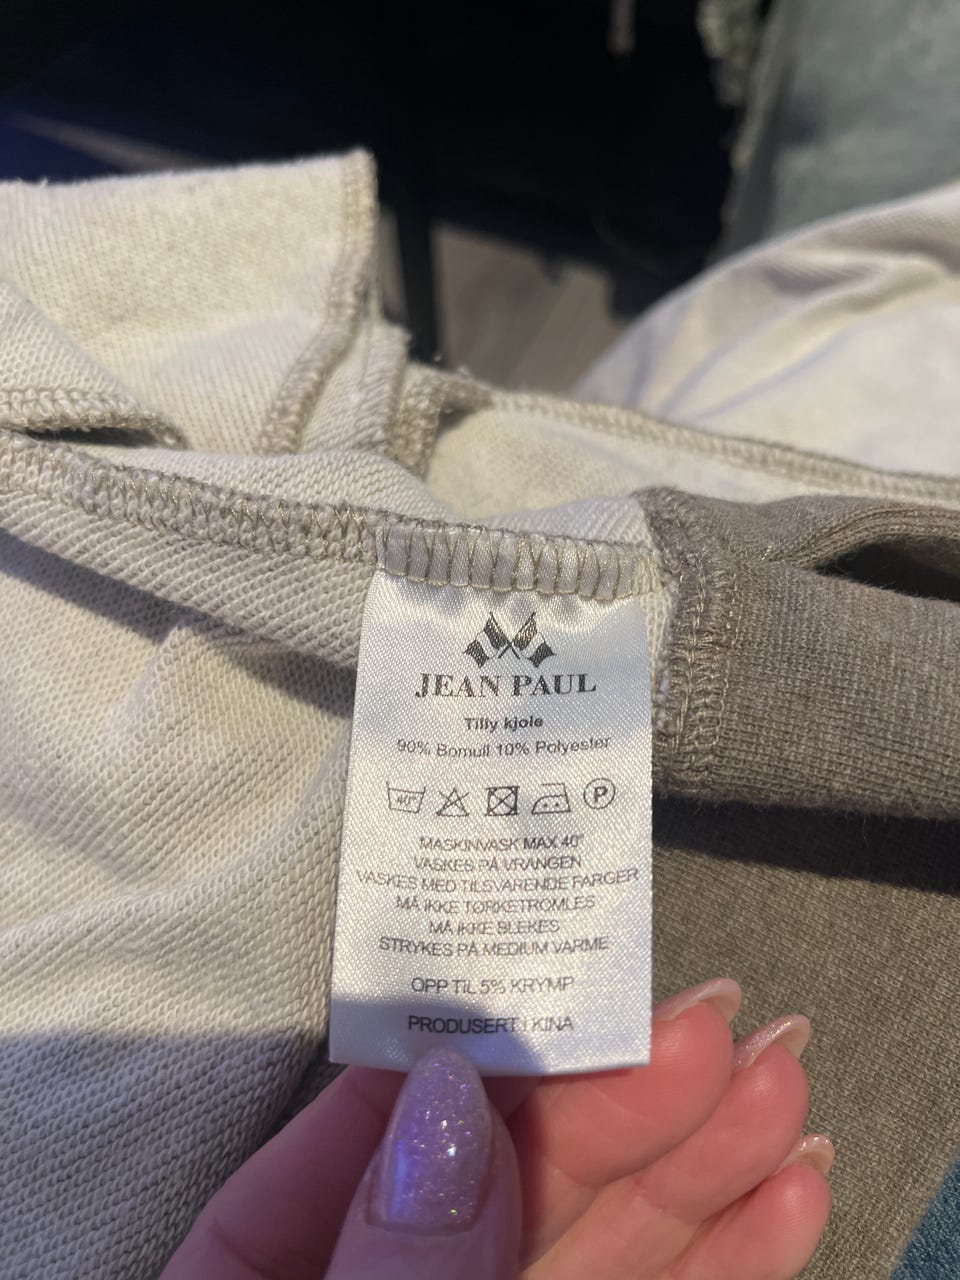 JEAN PAUL
Tilly kjole
90% Bomull 10% Polyester
40° P
MASKINVASK MAX 40°
VASKES PÅ VRANGEN
VASKES MED TILSVARENDE FARGER
MÅ IKKE TØRKETROMLES
MÅ IKKE BLEKES
STRYKES PÅ MEDIUM VARME
OPP TIL 5% KRYMP
PRODUSERT I KINA